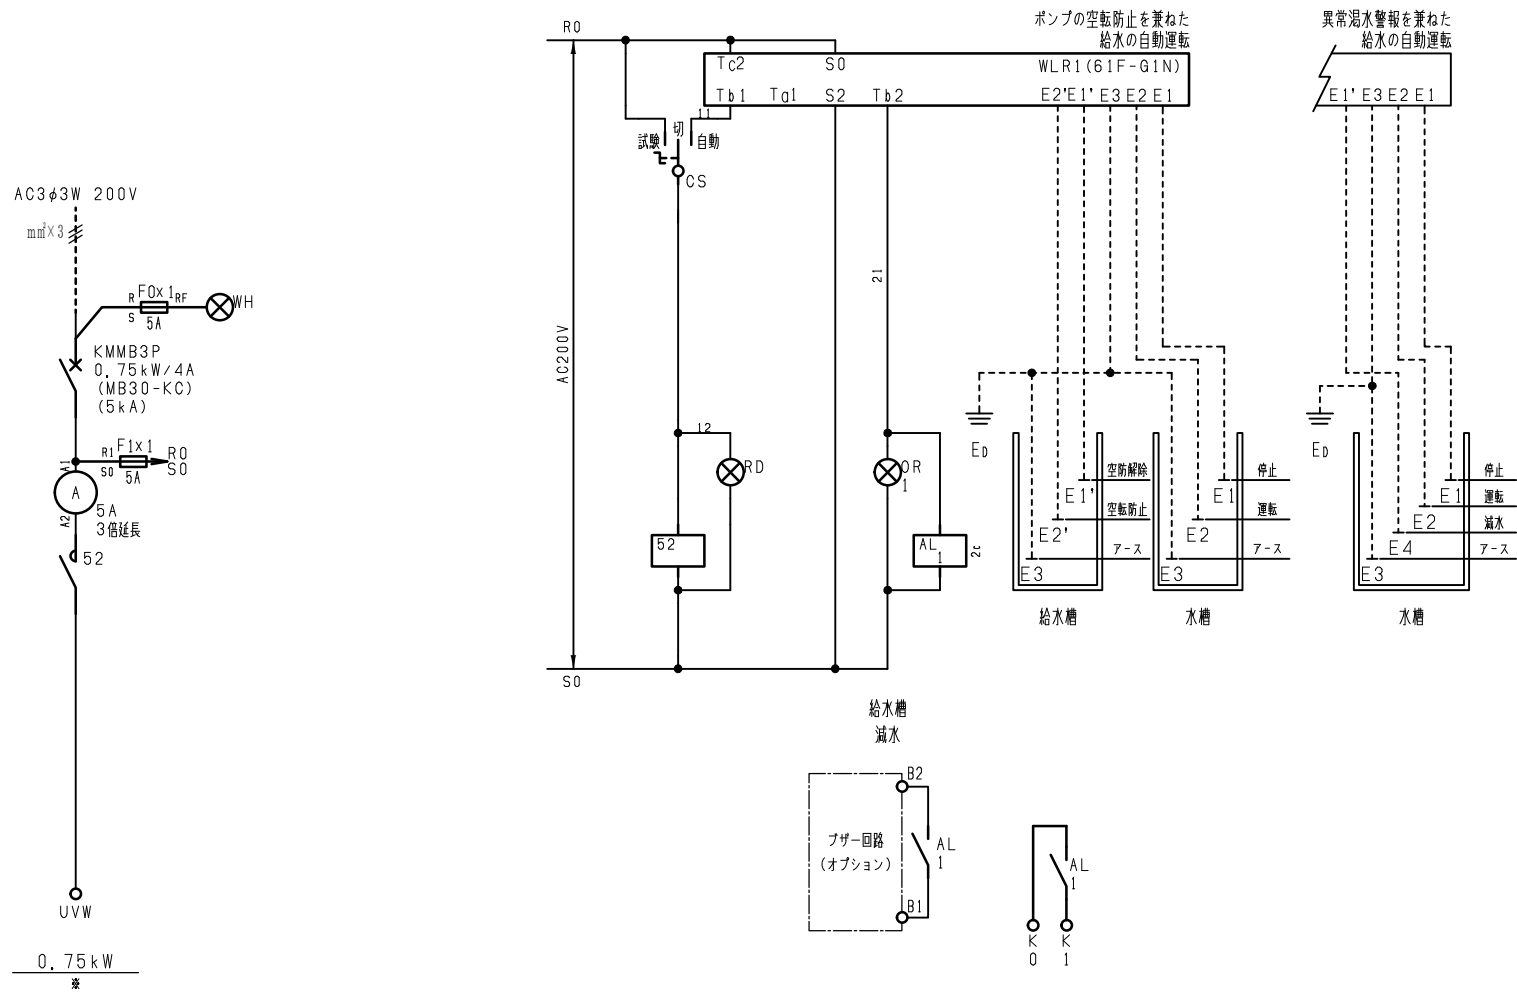 AC3φ3W 200V
mm²×3
R
F0x1
RF
S
5A
WH
KMMB3P
0.75kW/4A
(MB30-KC)
(5kA)
A1
R1
F1x1
S0
5A
R0
S0
A
A2
5A
3倍延長
52
UVW
0.75kW
R0
ポンプの空転防止を兼ねた
給水の自動運転
Tc2
S0
WLR1(61F-G1N)
Tb1
Ta1
S2
Tb2
E2'
E1'
E3
E2
E1
11
試験
切
自動
CS
21
AC200V
12
RD
OR
1
52
AL
1
2c
S0
ED
空防解除
E1'
空転防止
E2'
アース
E3
給水槽
停止
E1
運転
E2
アース
E3
水槽
異常渇水警報を兼ねた
給水の自動運転
E1'
E3
E2
E1
ED
停止
E1
運転
E2
減水
E4
アース
E3
水槽
給水槽
減水
B2
ブザー回路
(オプション)
AL
1
B1
AL
1
K
0
K
1